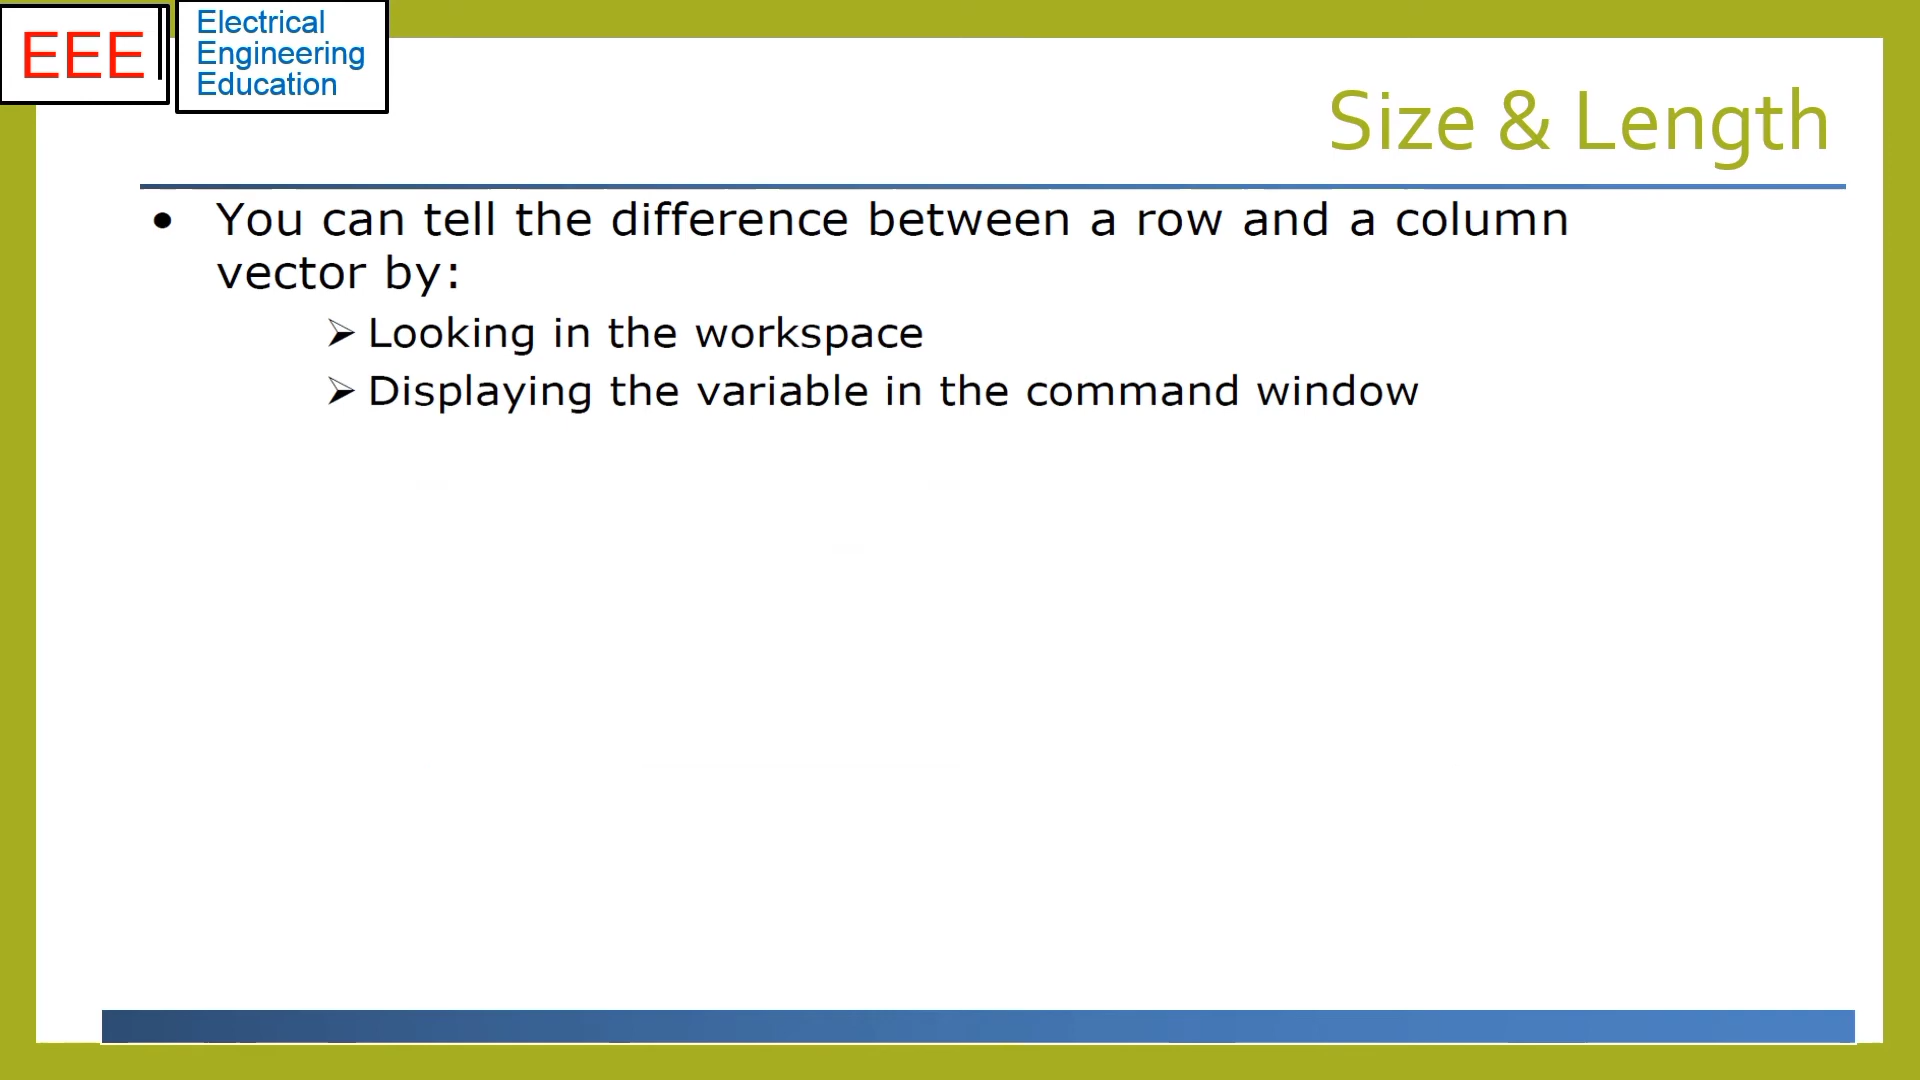 EEE
Electrical
Engineering
Education
Size & Length
• You can tell the difference between a row and a column
vector by:
➢ Looking in the workspace
➢ Displaying the variable in the command window